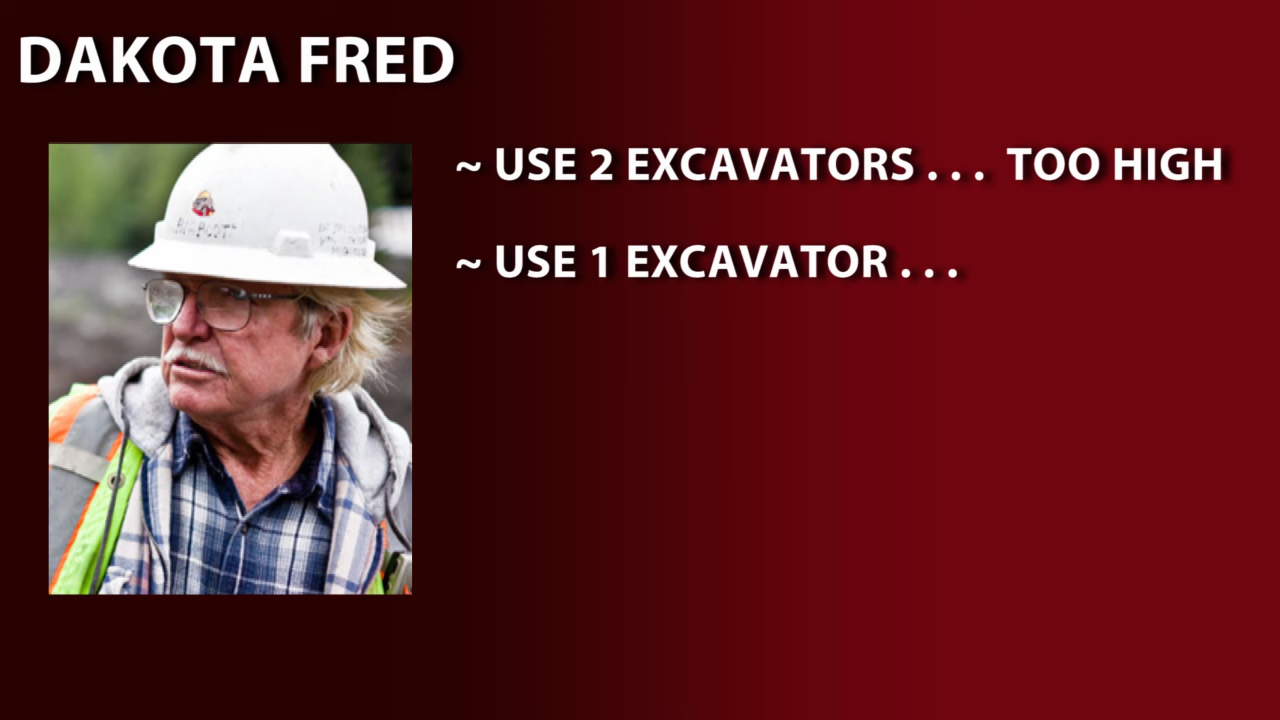 DAKOTA FRED
~ USE 2 EXCAVATORS . . . TOO HIGH
~ USE 1 EXCAVATOR . . .